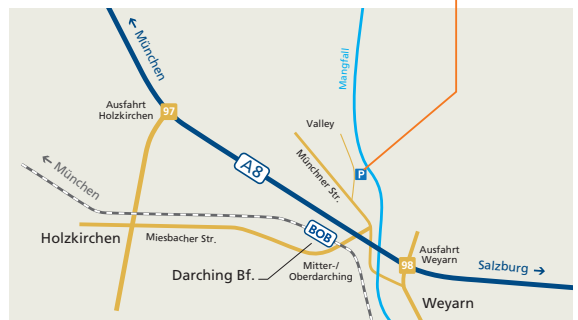 ← München
97
Ausfahrt
Holzkirchen
Mangfall
Valley
P
Münchner Str.
A8
← München
Holzkirchen
Miesbacher Str.
BOB
Darching Bf.
Mitter-/
Oberdarching
98
Ausfahrt
Weyarn
Salzburg →
Weyarn